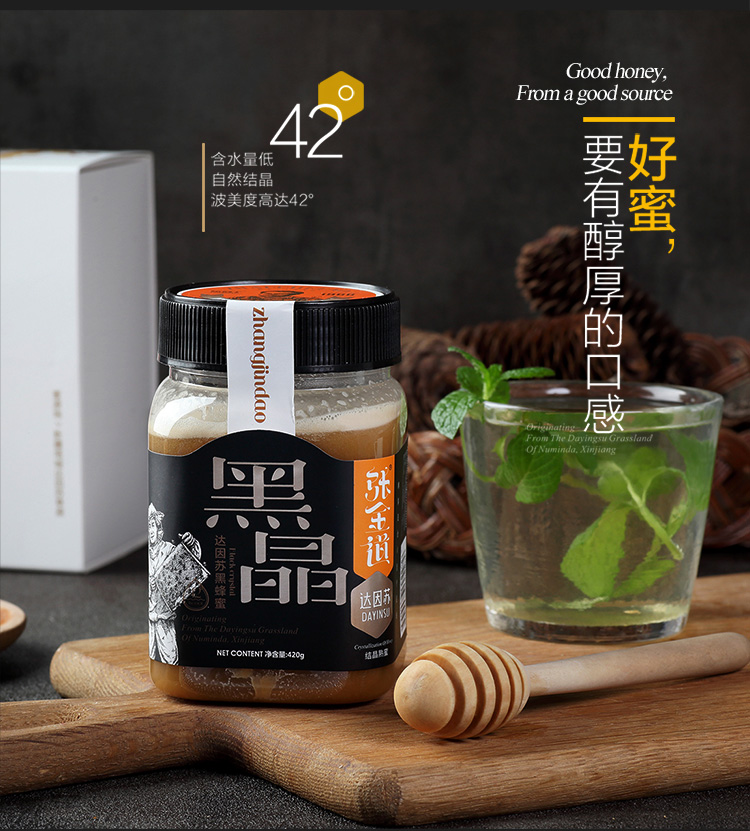 Good honey,
From a good source
好蜜，
要有醇厚的口感
42°
含水量低
自然结晶
波美度高达42°
Originating
From The Dayingsu Grassland
Of Numinda, Xinjiang
zhangjindao
黑晶
达因苏黑蜂蜜
张金道
达因苏
DAYINSU
Originating
From The Dayingsu Grassland
Of Numinda, Xinjiang
NET CONTENT 净含量:420g
结晶熟蜜